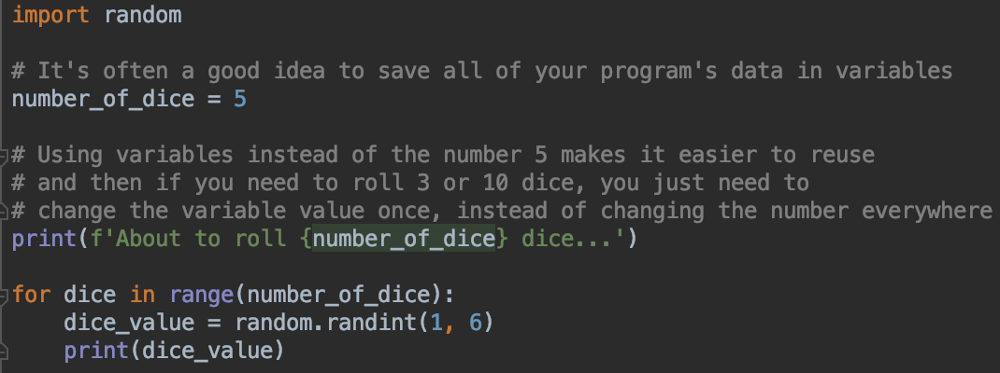 import random
# It's often a good idea to save all of your program's data in variables
number_of_dice = 5
# Using variables instead of the number 5 makes it easier to reuse
# and then if you need to roll 3 or 10 dice, you just need to
# change the variable value once, instead of changing the number everywhere
print(f'About to roll {number_of_dice} dice...')
for dice in range(number_of_dice):
    dice_value = random.randint(1, 6)
    print(dice_value)